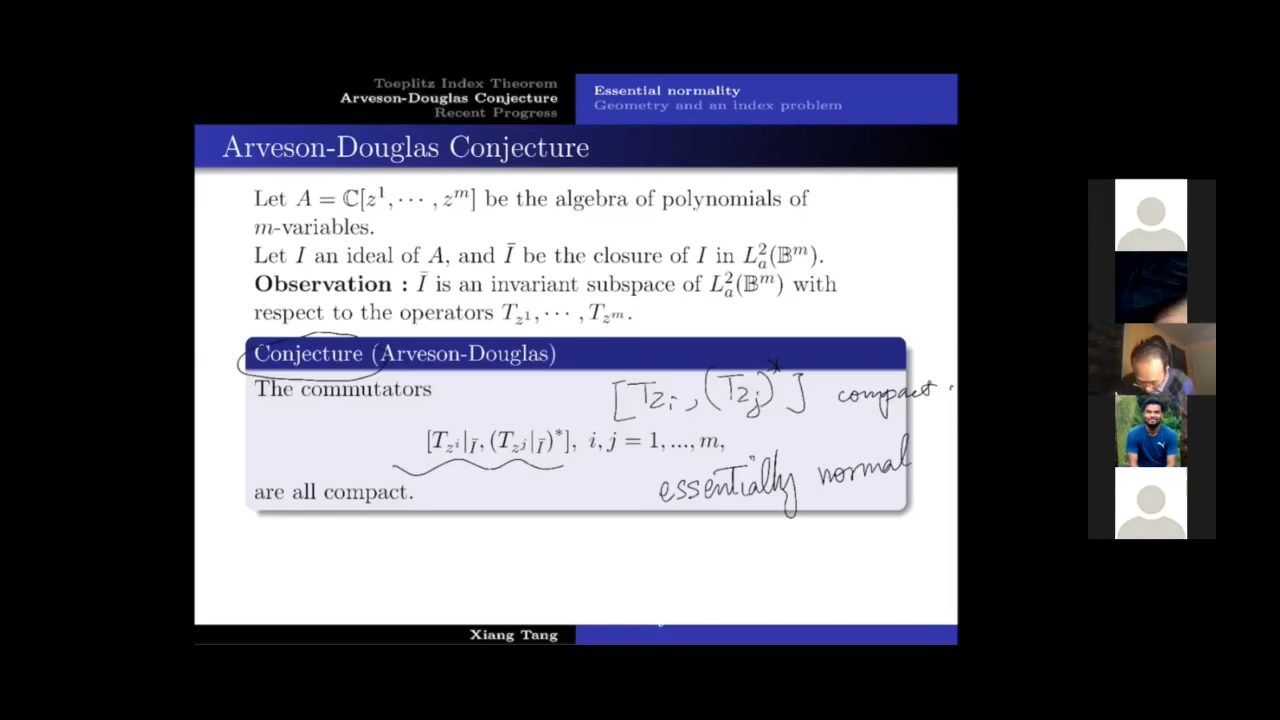 Toeplitz Index Theorem
Arveson-Douglas Conjecture
Recent Progress
Essential normality
Geometry and an index problem
Arveson-Douglas Conjecture
Let A = ℂ[z¹, ⋯ , zᵐ] be the algebra of polynomials of
m-variables.
Let I an ideal of A, and Ī be the closure of I in L²ₐ(𝔹ᵐ).
Observation : Ī is an invariant subspace of L²ₐ(𝔹ᵐ) with
respect to the operators T_{z¹}, ⋯ , T_{zᵐ}.
Conjecture (Arveson-Douglas)
The commutators
[T_{zi}, (T_{zj})*] compact.
[T_{zⁱ}|_Ī, (T_{zʲ}|_Ī)*], i, j = 1, ..., m,
are all compact.
essentially normal
Xiang Tang